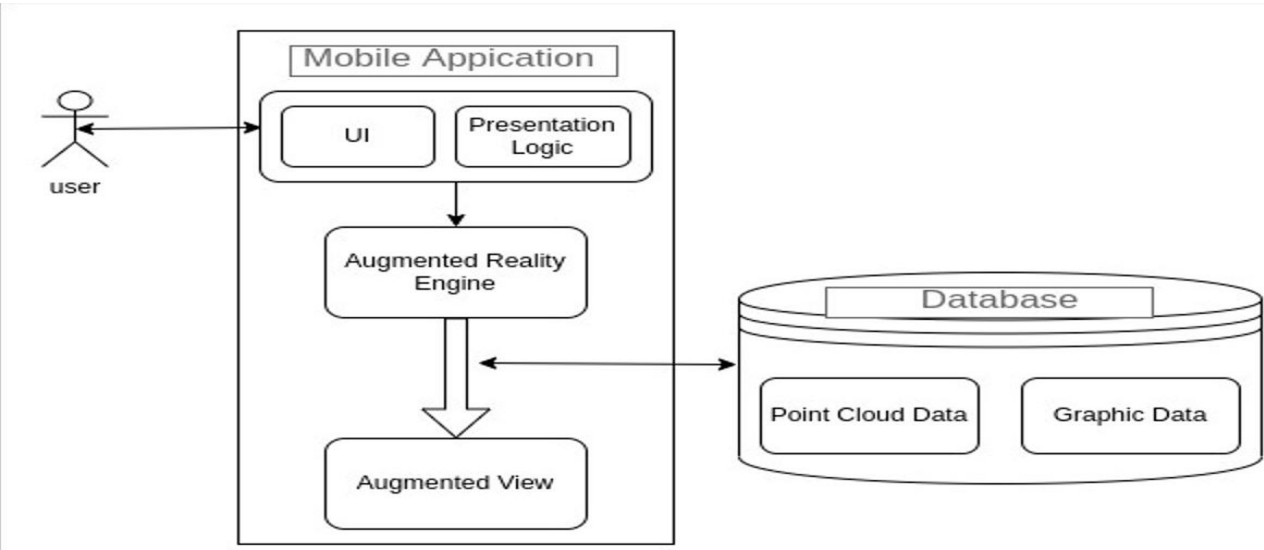 Mobile Appication
UI
Presentation
Logic
user
Augmented Reality
Engine
Database
Point Cloud Data
Graphic Data
Augmented View